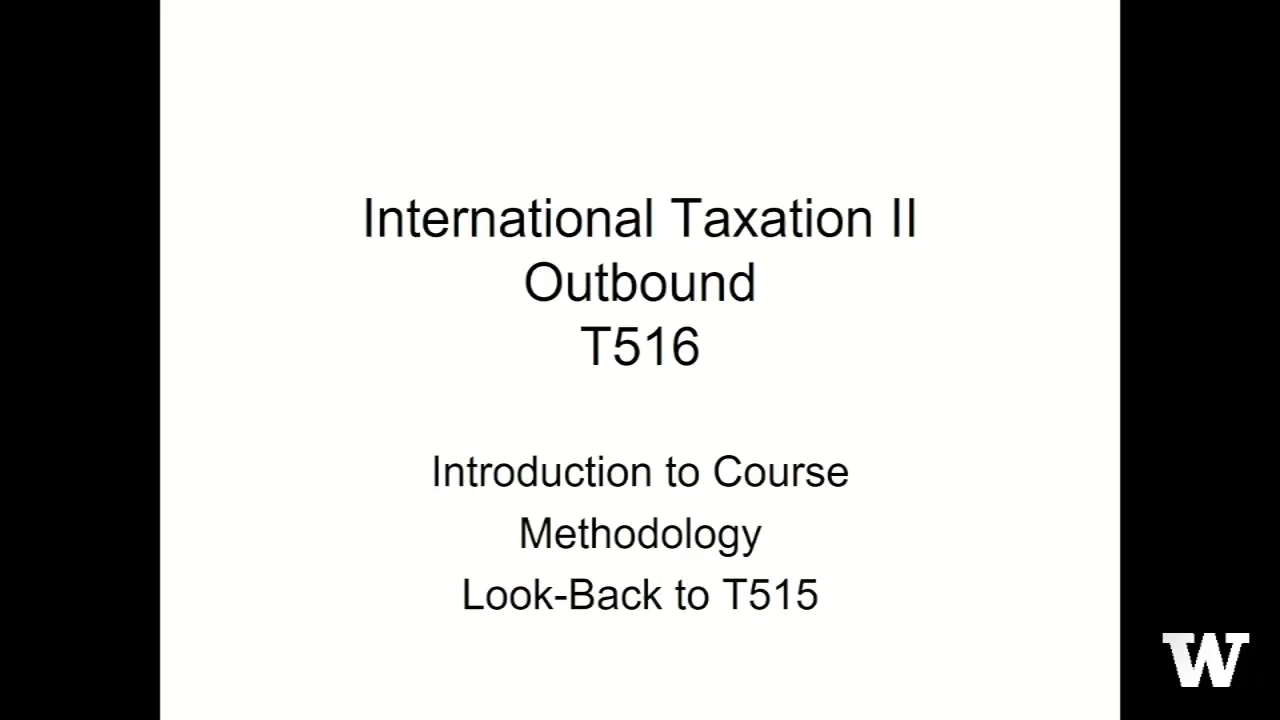 International Taxation II
Outbound
T516
Introduction to Course
Methodology
Look-Back to T515
W